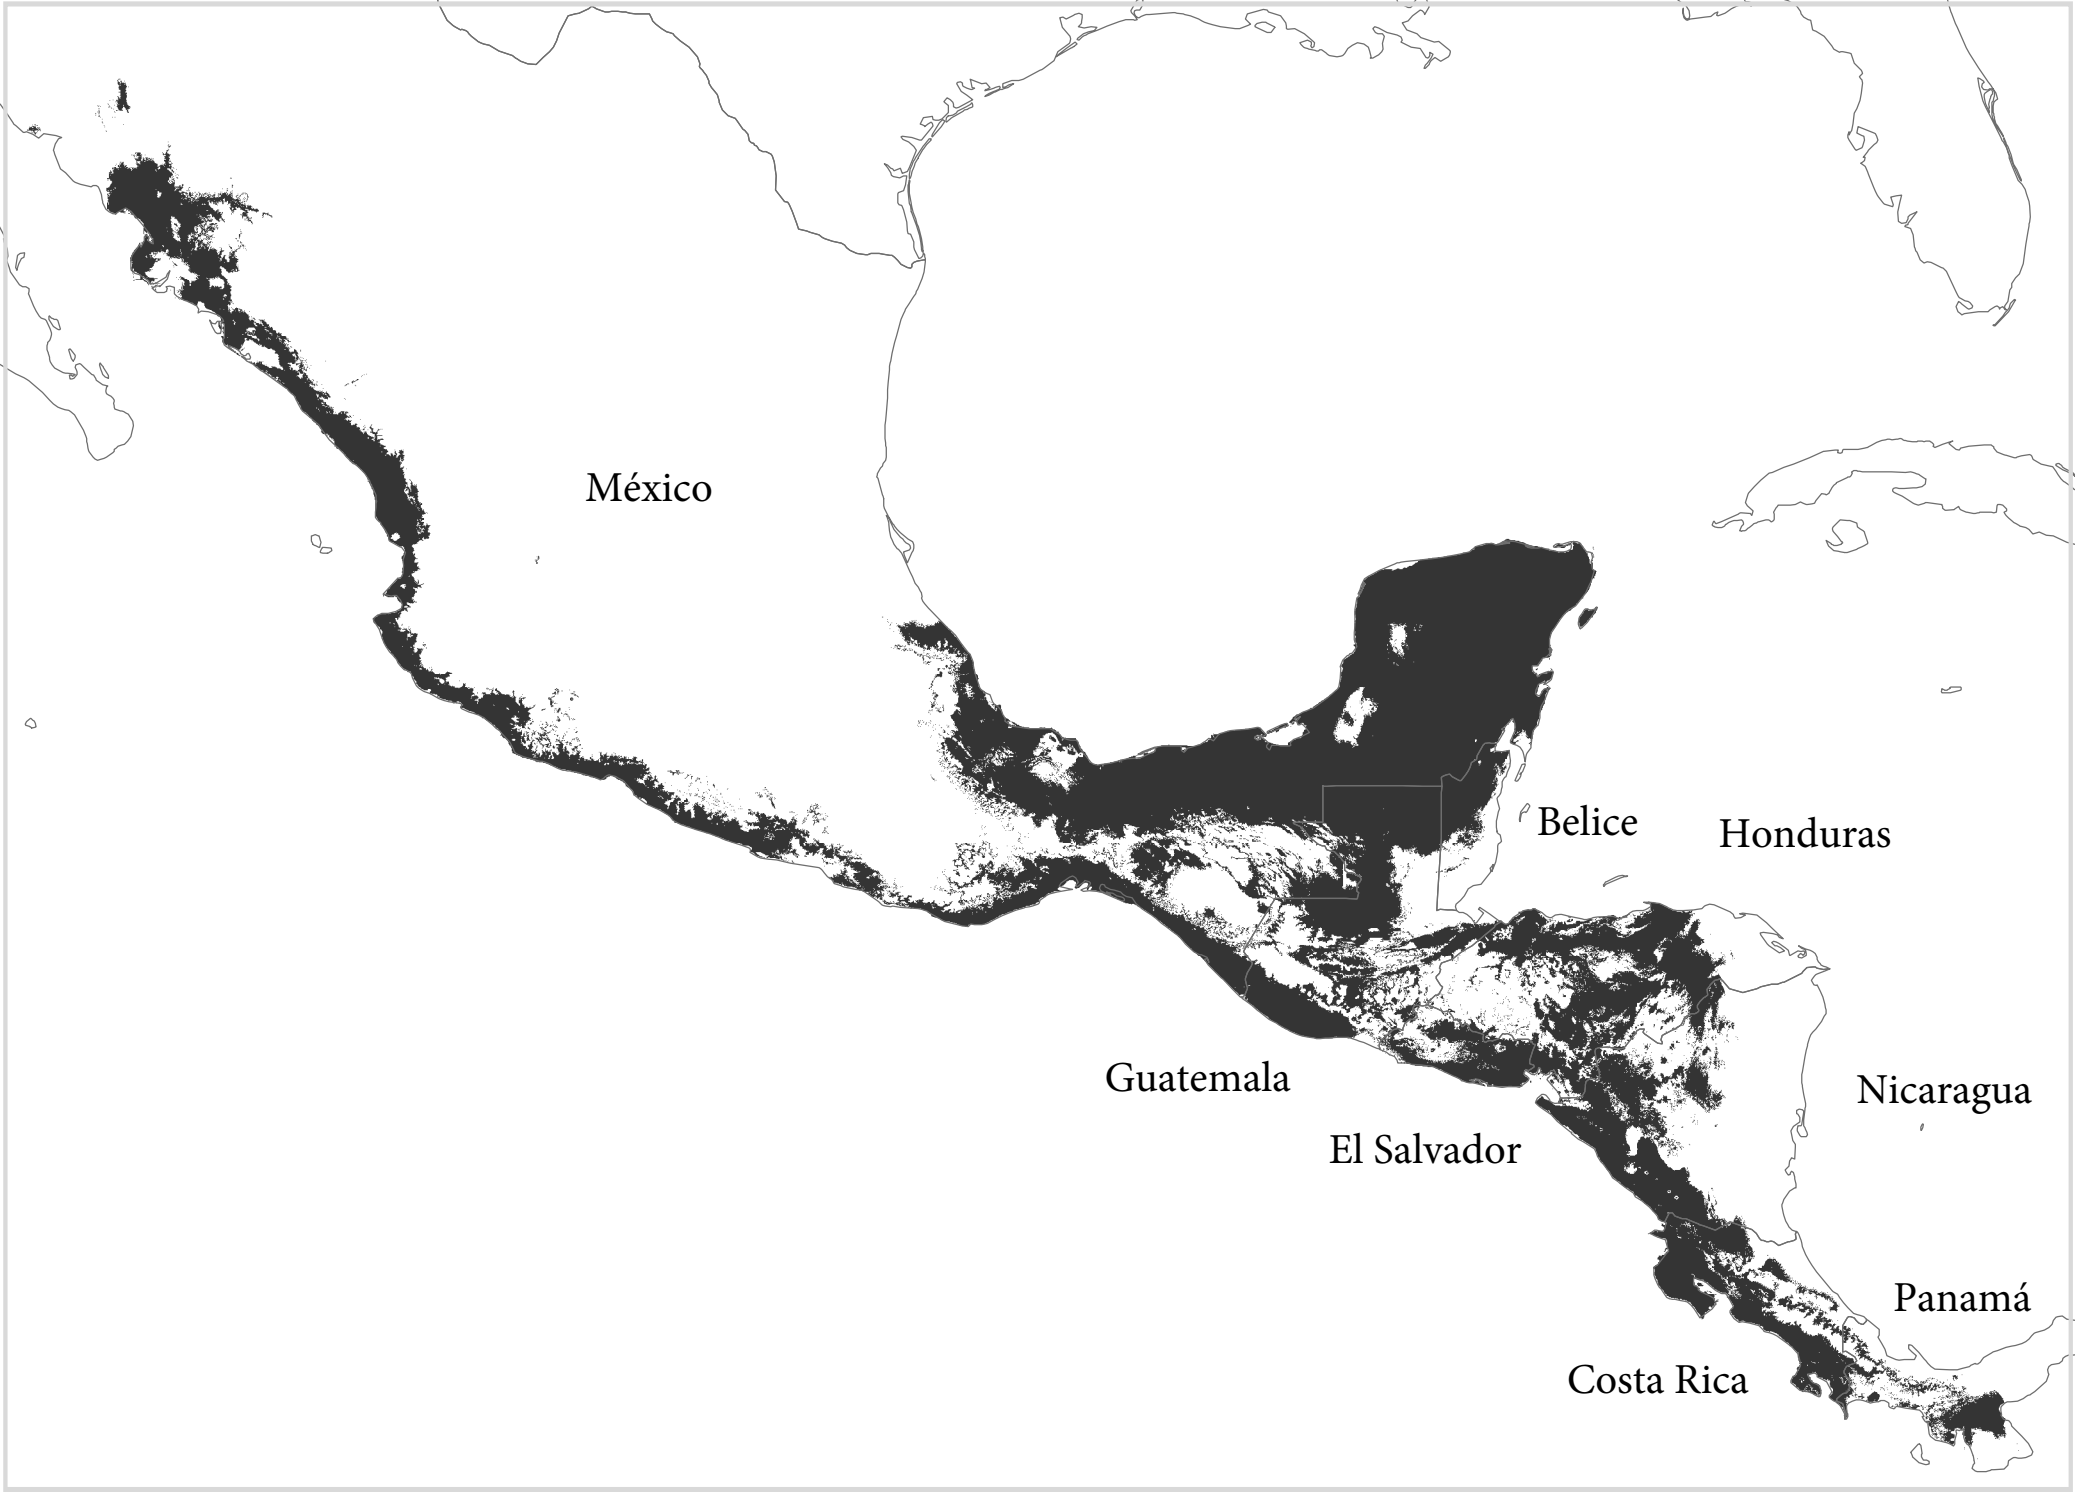 México
Belice
Honduras
Guatemala
Nicaragua
El Salvador
Panamá
Costa Rica